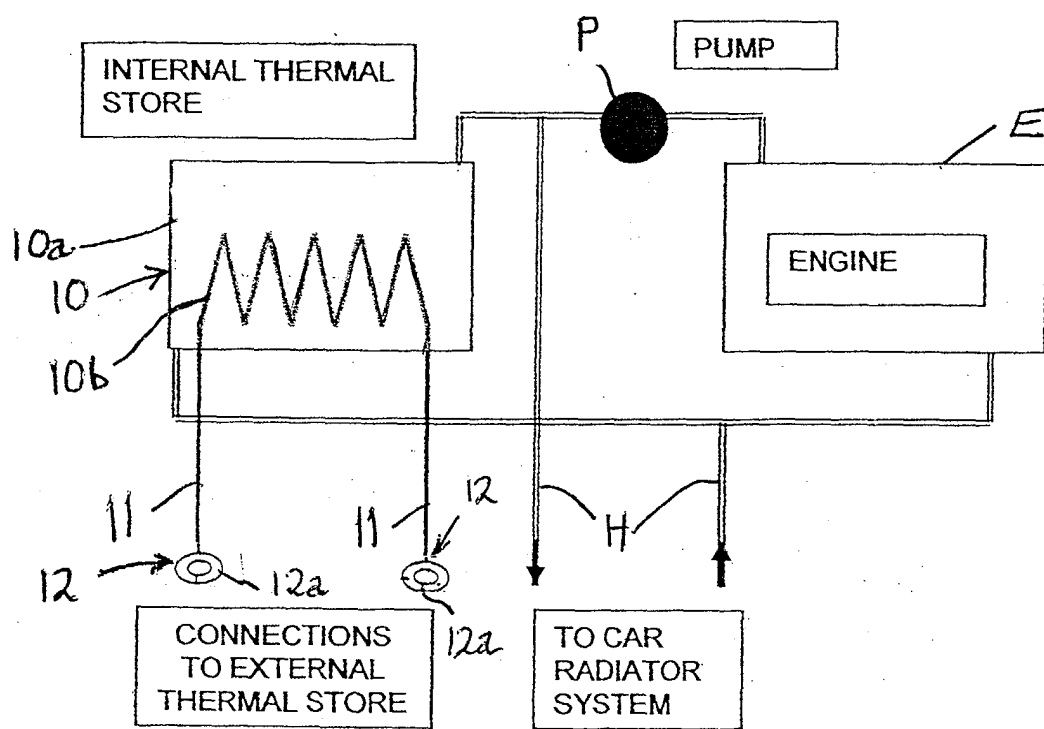 P
PUMP
INTERNAL THERMAL
STORE
E
10a
10
ENGINE
10b
11
11
12
H
12
12a
12a
CONNECTIONS
TO EXTERNAL
THERMAL STORE
TO CAR
RADIATOR
SYSTEM